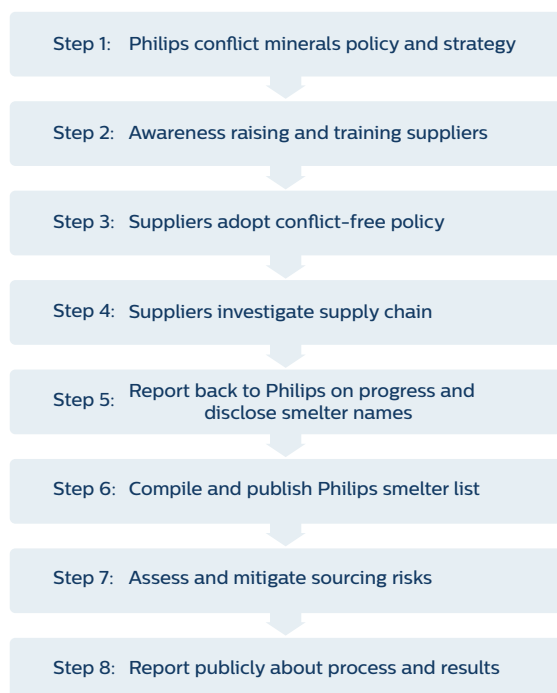 Step 1: Philips conflict minerals policy and strategy
Step 2: Awareness raising and training suppliers
Step 3: Suppliers adopt conflict-free policy
Step 4: Suppliers investigate supply chain
Step 5: Report back to Philips on progress and
disclose smelter names
Step 6: Compile and publish Philips smelter list
Step 7: Assess and mitigate sourcing risks
Step 8: Report publicly about process and results